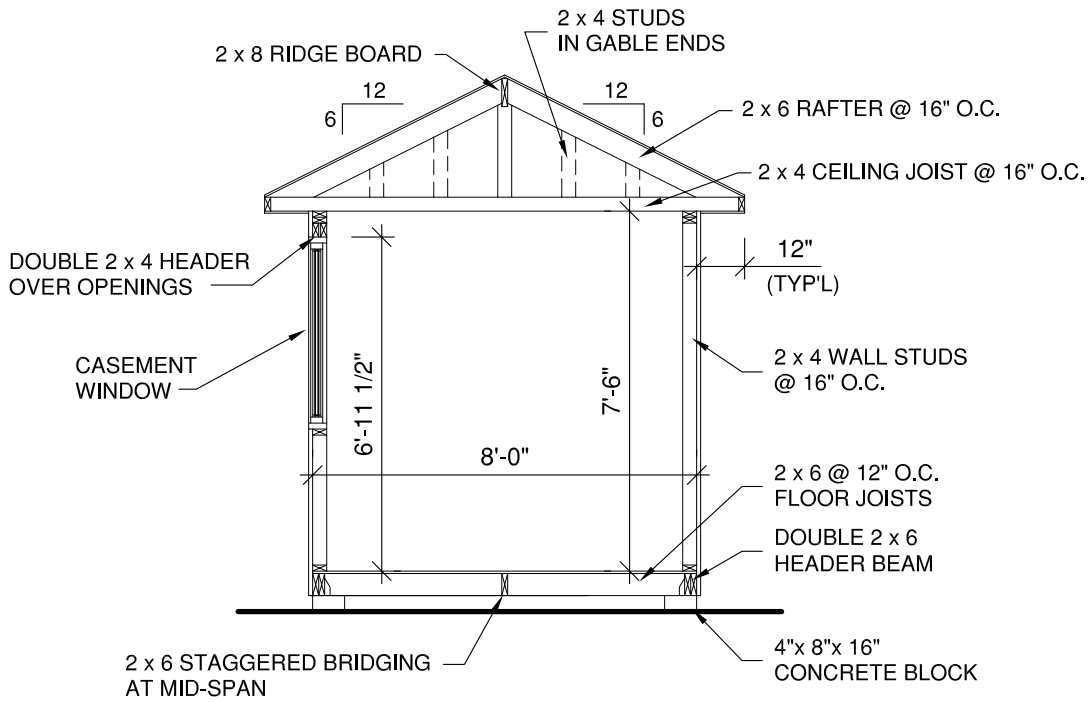 2 x 4 STUDS
IN GABLE ENDS
2 x 8 RIDGE BOARD
12
6
12
6
2 x 6 RAFTER @ 16" O.C.
2 x 4 CEILING JOIST @ 16" O.C.
DOUBLE 2 x 4 HEADER
OVER OPENINGS
12"
(TYP'L)
CASEMENT
WINDOW
6'-11 1/2"
7'-6"
2 x 4 WALL STUDS
@ 16" O.C.
8'-0"
2 x 6 @ 12" O.C.
FLOOR JOISTS
DOUBLE 2 x 6
HEADER BEAM
2 x 6 STAGGERED BRIDGING
AT MID-SPAN
4"x 8"x 16"
CONCRETE BLOCK